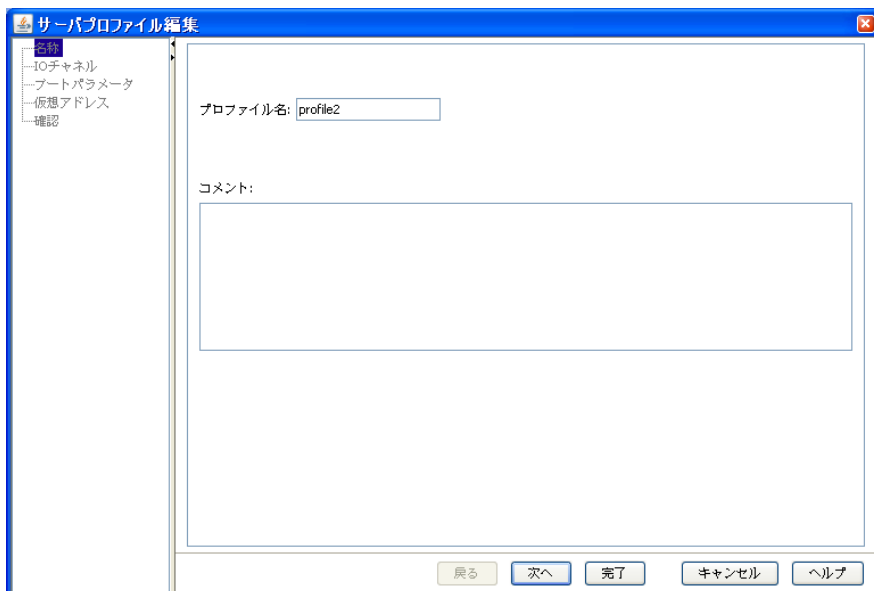 サーバプロファイル編集
名称
IOチャネル
ブートパラメータ
仮想アドレス
確認
プロファイル名: profile2
コメント:
戻る 次へ 完了 キャンセル ヘルプ